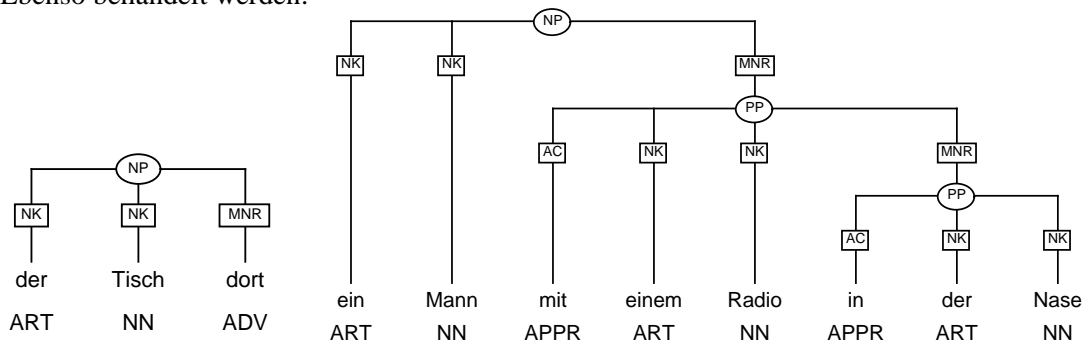 Ebenso behandelt werden:
NP
NK NK MNR
PP
AC NK NK MNR
PP
AC NK NK
ein Mann mit einem Radio in der Nase
ART NN APPR ART NN APPR ART NN
NP
NK NK MNR
der Tisch dort
ART NN ADV